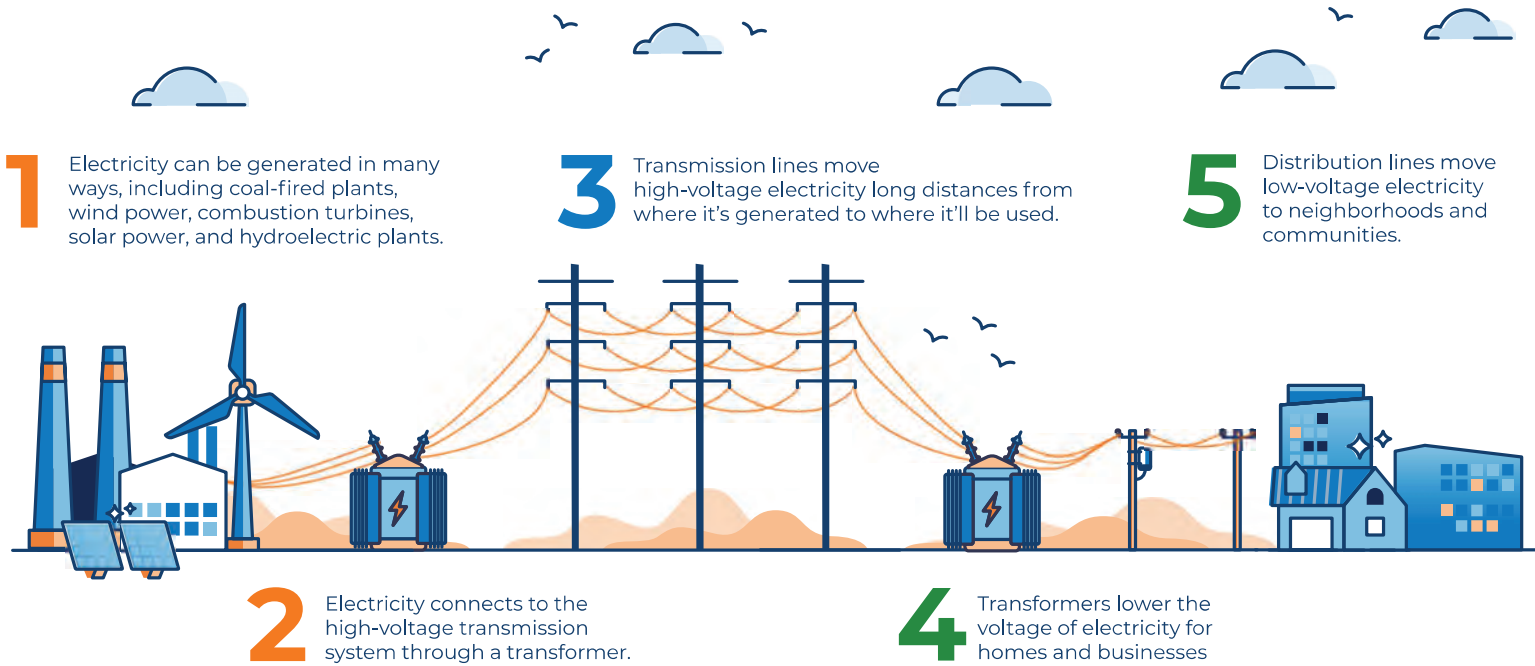 1
Electricity can be generated in many
ways, including coal-fired plants,
wind power, combustion turbines,
solar power, and hydroelectric plants.
2
Electricity connects to the
high-voltage transmission
system through a transformer.
3
Transmission lines move
high-voltage electricity long distances from
where it’s generated to where it’ll be used.
4
Transformers lower the
voltage of electricity for
homes and businesses
5
Distribution lines move
low-voltage electricity
to neighborhoods and
communities.